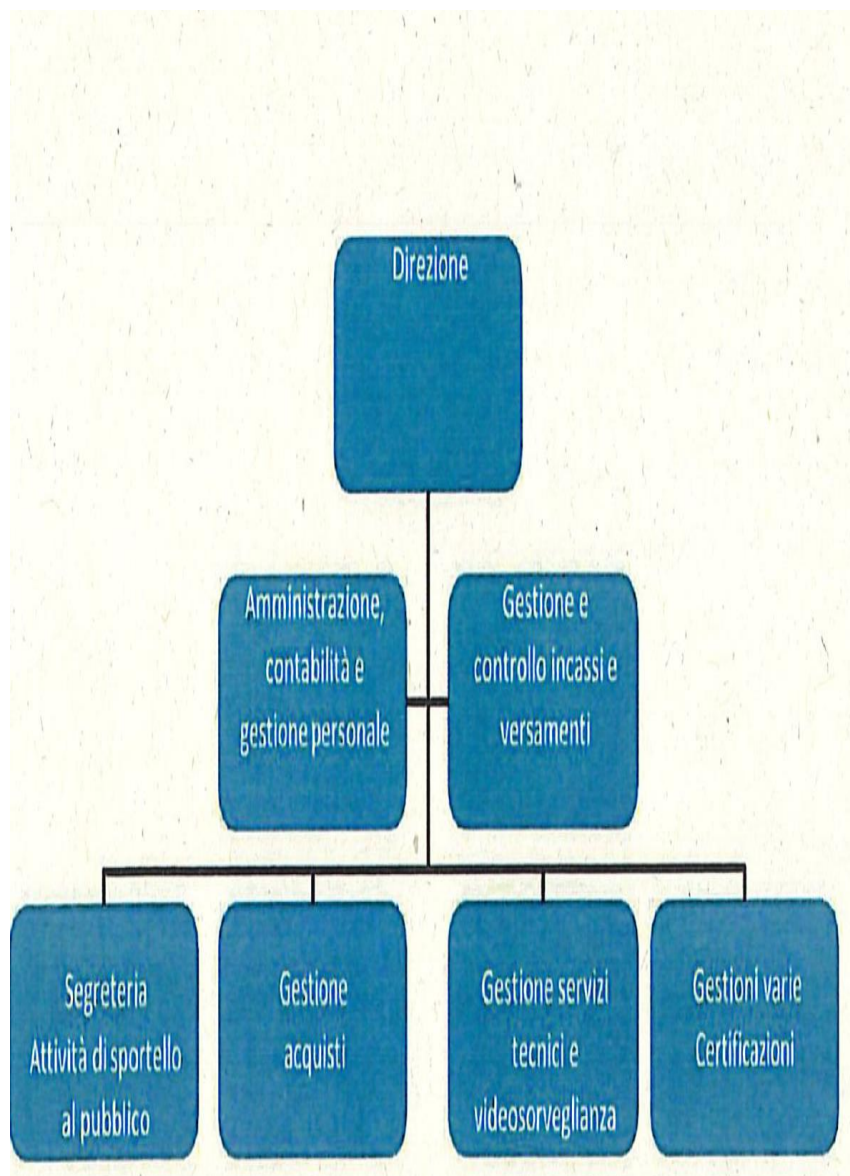 Direzione
Amministrazione,
contabilità e
gestione personale
Gestione e
controllo incassi e
versamenti
Segreteria
Attività di sportello
al pubblico
Gestione
acquisti
Gestione servizi
tecnici e
videosorveglianza
Gestioni varie
Certificazioni